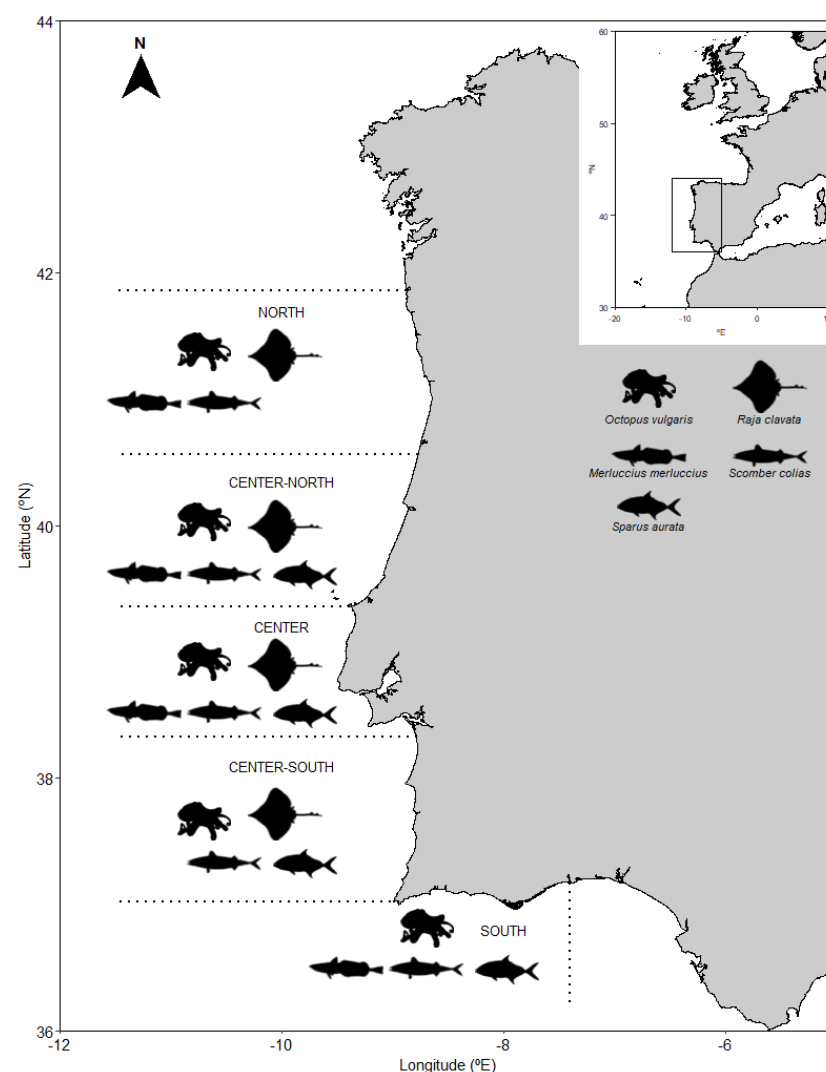 44
N
60
50
ºN
40
30
-20
-10
0
1
ºE
42
NORTH
Octopus vulgaris
Raja clavata
Merluccius merluccius
Scomber colias
Sparus aurata
CENTER-NORTH
Latitude (ºN)
40
CENTER
CENTER-SOUTH
38
SOUTH
36
-12
-10
-8
-6
Longitude (ºE)